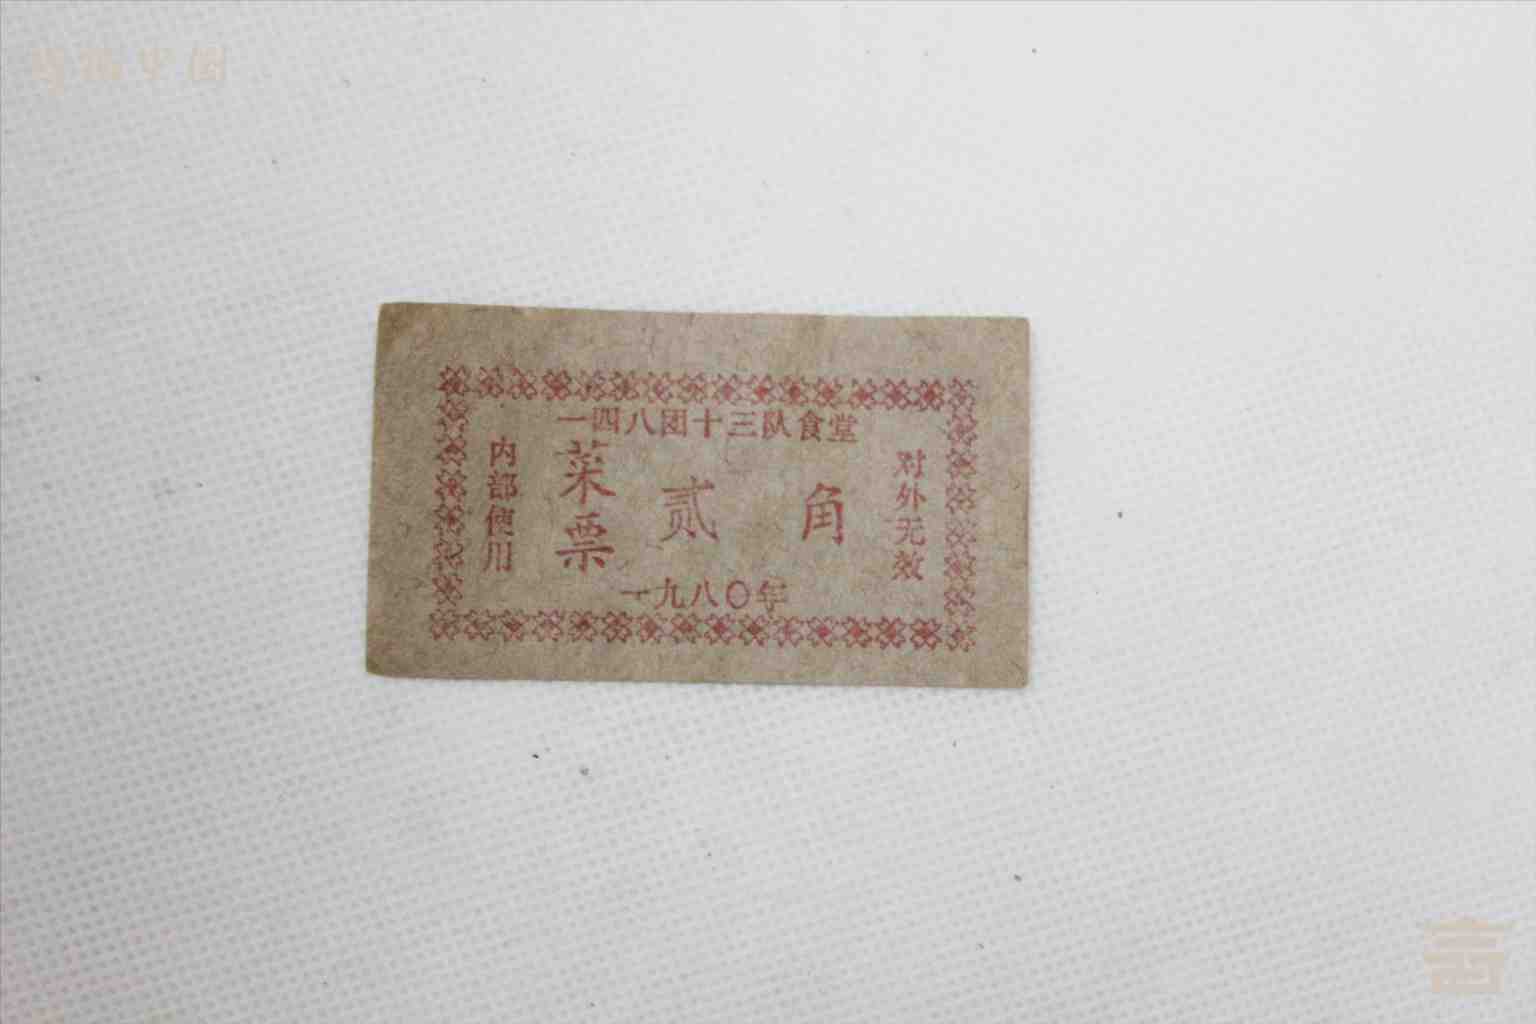 一四八团十三队食堂
内部使用
菜票
贰角
对外无效
一九八〇年